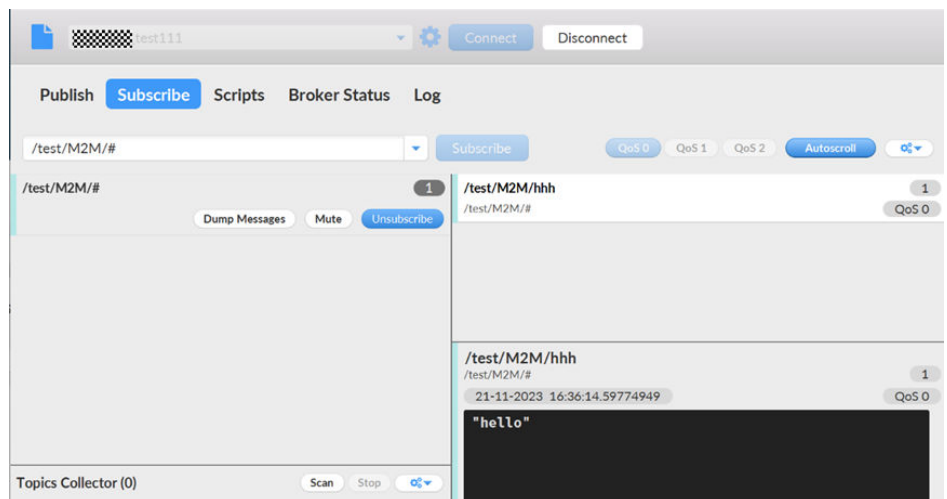 test111
Connect
Disconnect
Publish
Subscribe
Scripts
Broker Status
Log
/test/M2M/#
Subscribe
QoS 0
QoS 1
QoS 2
Autoscroll
/test/M2M/#
1
Dump Messages
Mute
Unsubscribe
/test/M2M/hhh
1
/test/M2M/#
QoS 0
/test/M2M/hhh
/test/M2M/#
1
21-11-2023 16:36:14.59774949
QoS 0
"hello"
Topics Collector (0)
Scan
Stop